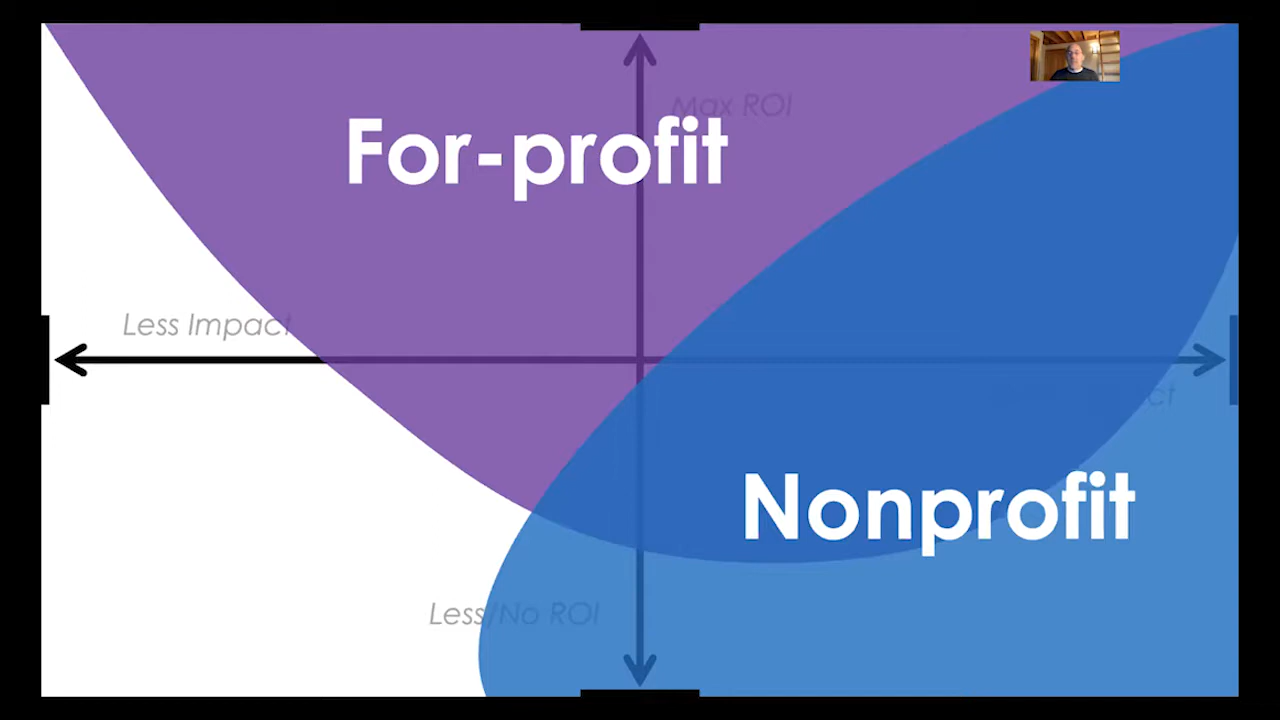 Max ROI
For-profit
Less Impact
Nonprofit
Less/No ROI